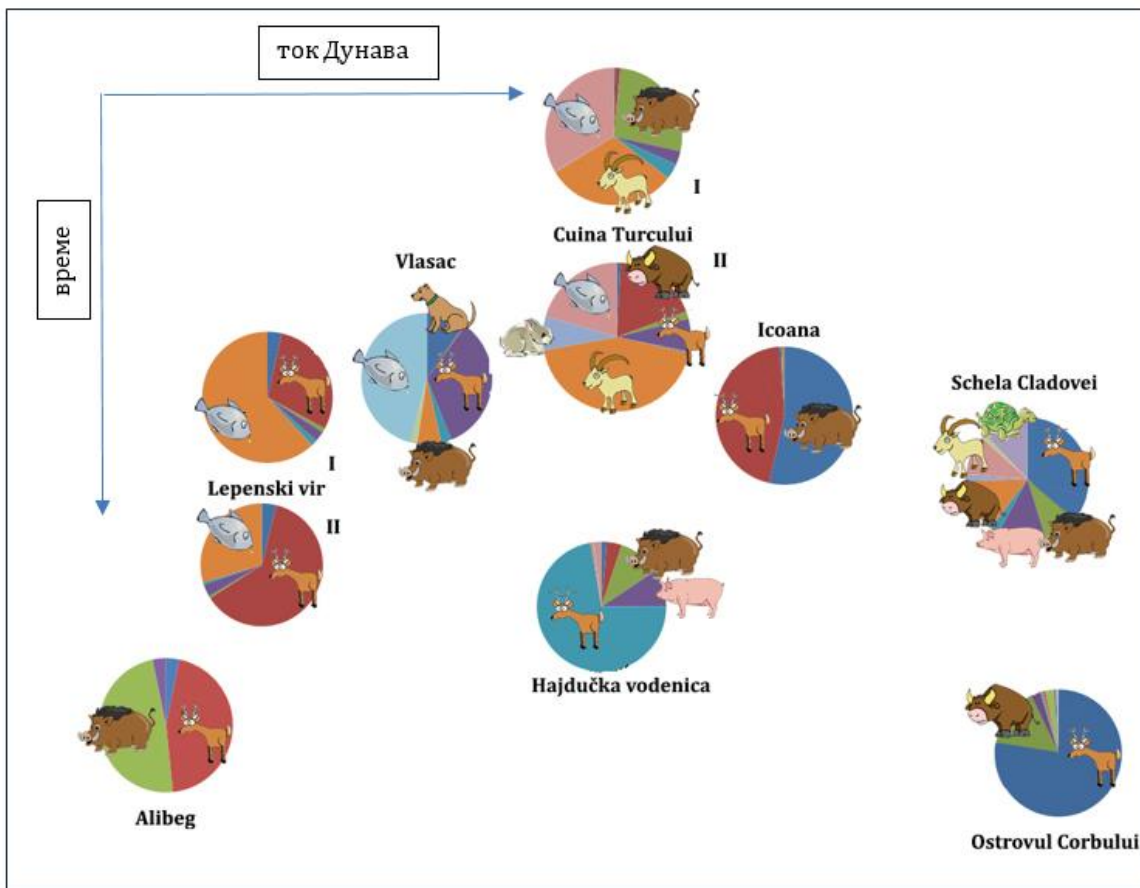 ток Дунава
време
I
Cuina Turcului
II
Vlasac
Icoana
Schela Cladovei
I
Lepenski vir
II
Hajdučka vodenica
Alibeg
Ostrovul Corbului